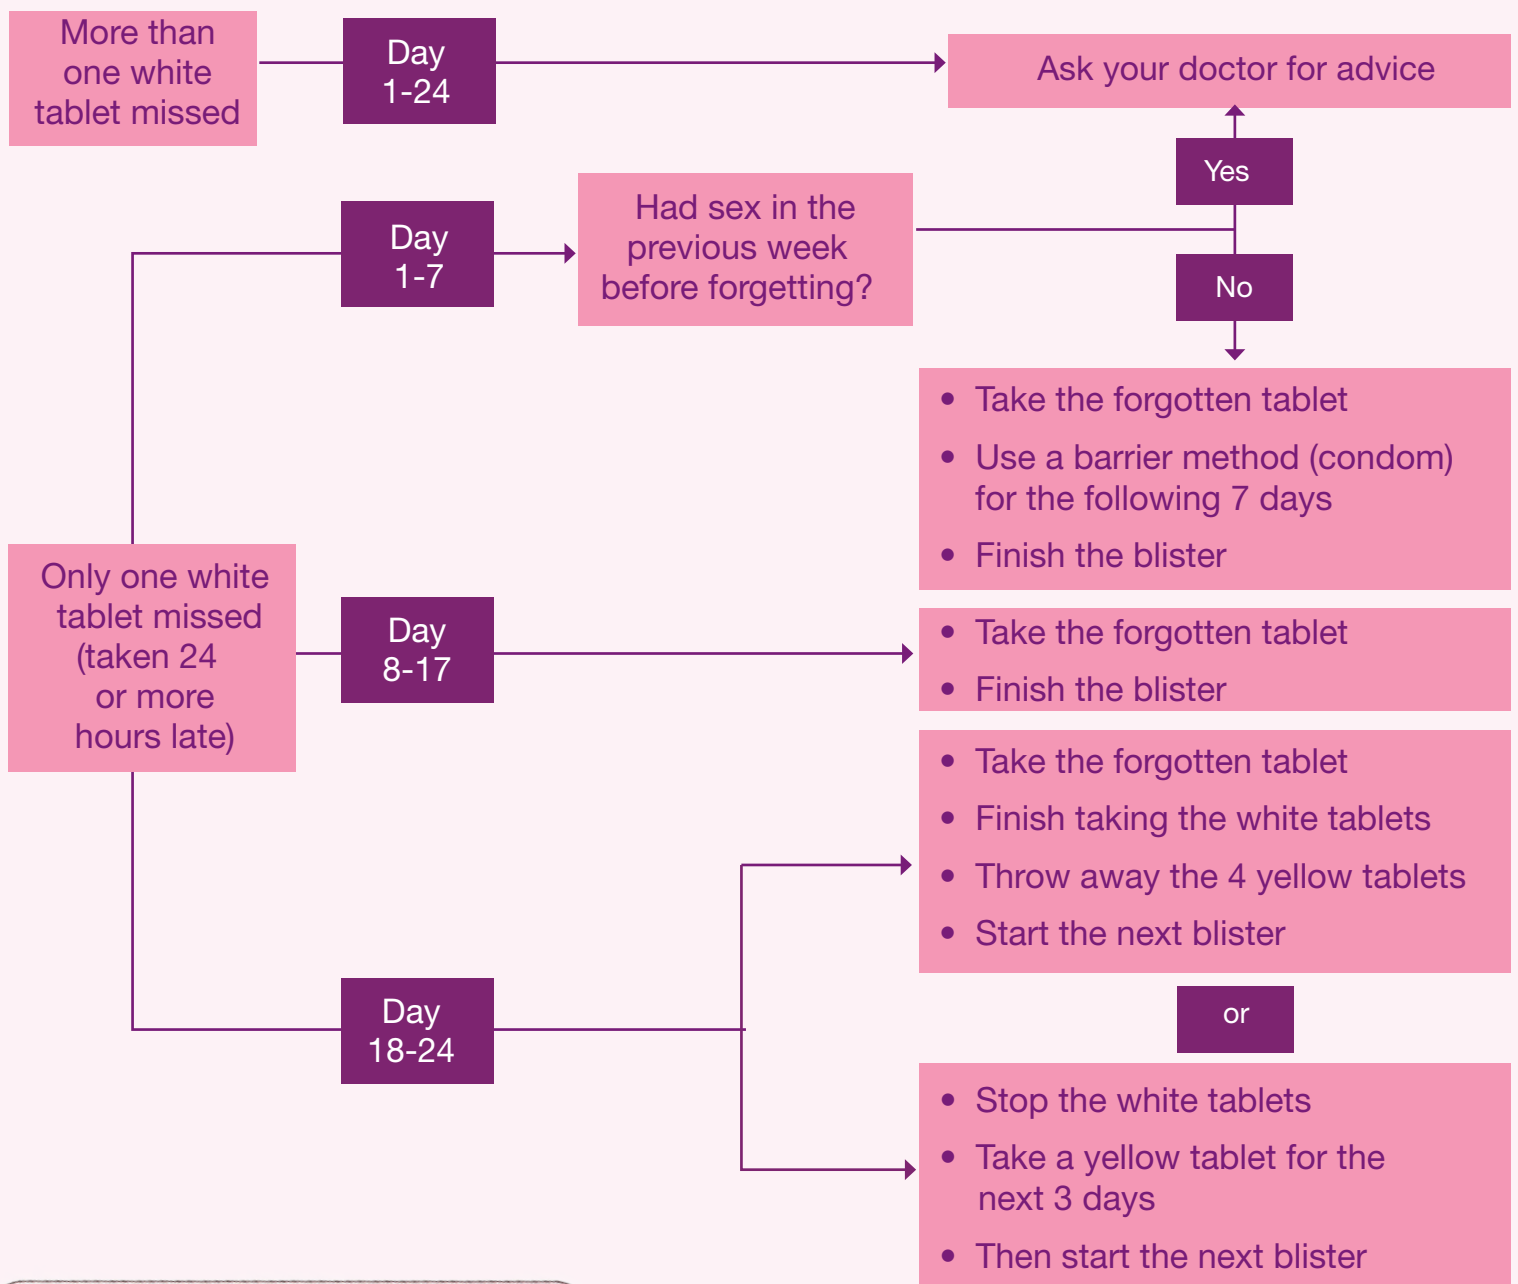 More than
one white
tablet missed
Day
1-24
Ask your doctor for advice
Yes
Day
1-7
Had sex in the
previous week
before forgetting?
No
• Take the forgotten tablet
• Use a barrier method (condom)
for the following 7 days
• Finish the blister
Only one white
tablet missed
(taken 24
or more
hours late)
Day
8-17
• Take the forgotten tablet
• Finish the blister
• Take the forgotten tablet
• Finish taking the white tablets
• Throw away the 4 yellow tablets
• Start the next blister
Day
18-24
or
• Stop the white tablets
• Take a yellow tablet for the
next 3 days
• Then start the next blister